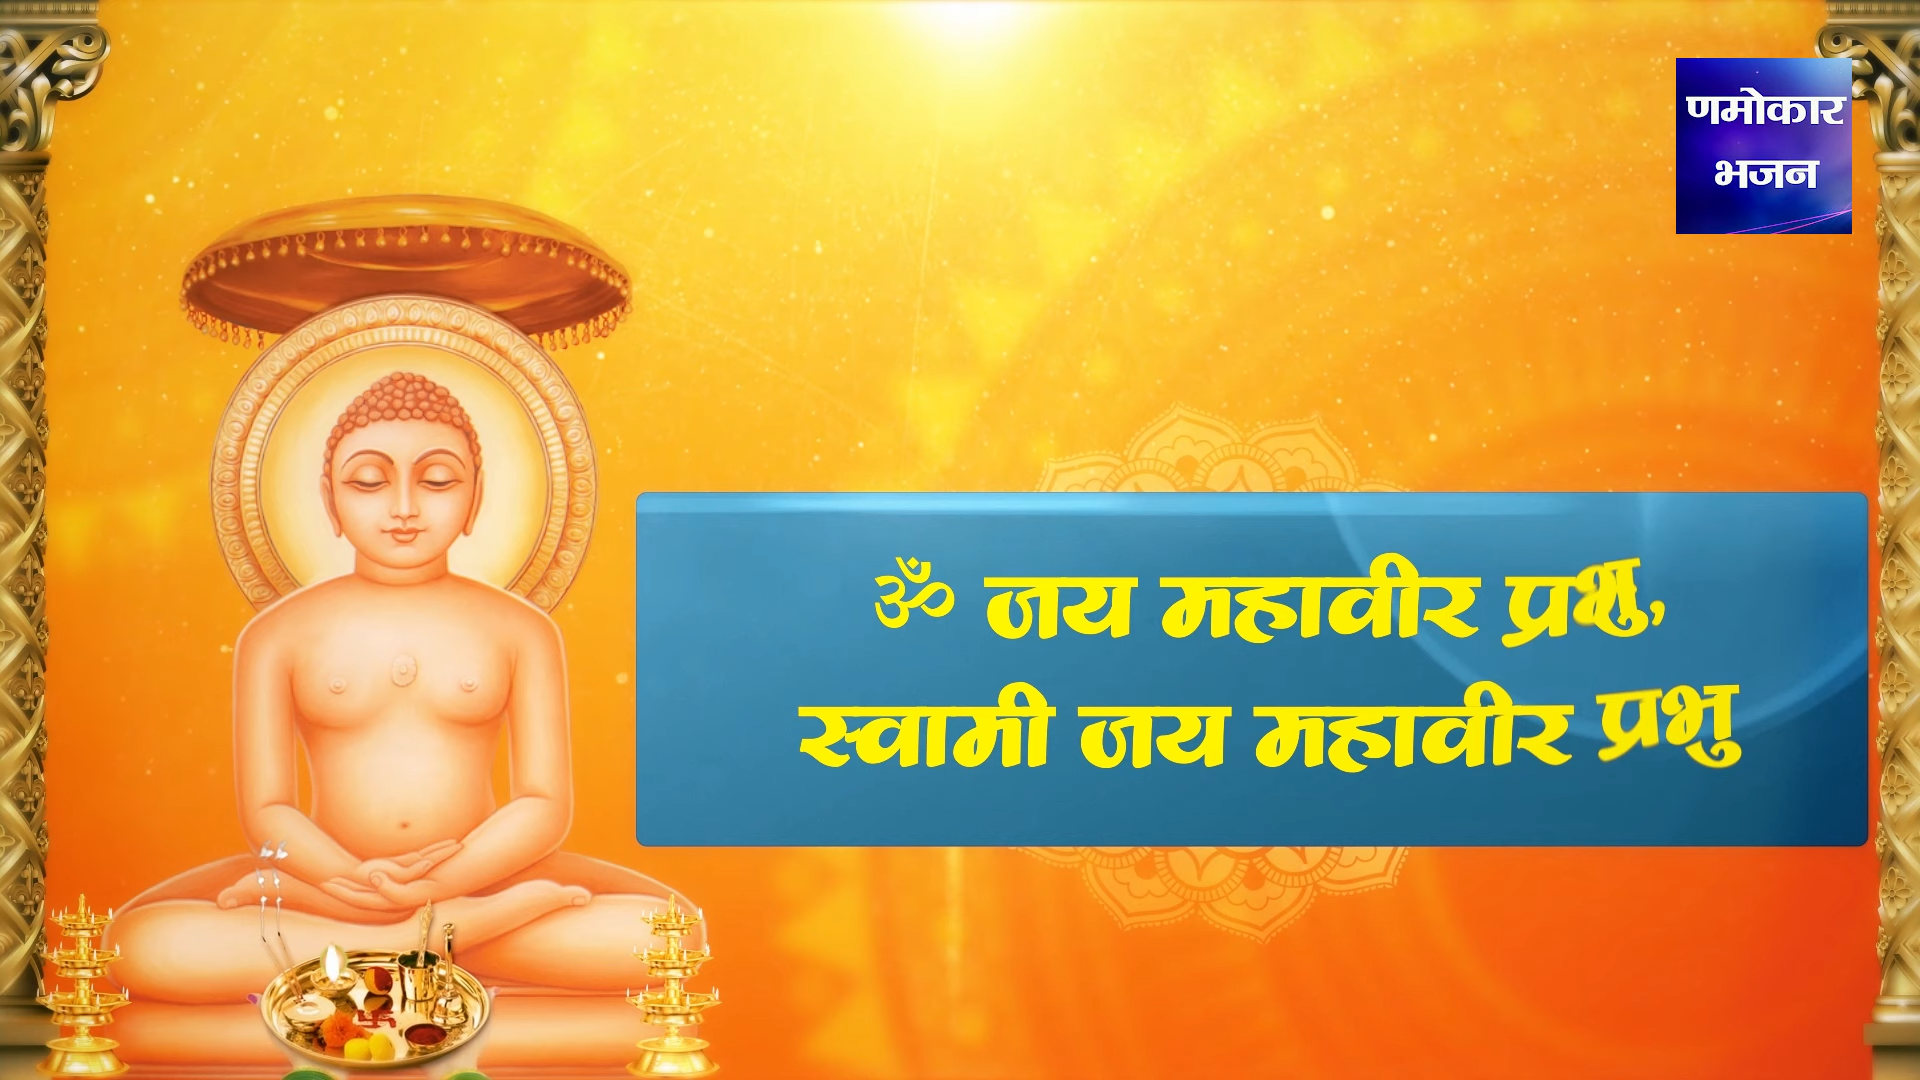 णमोकार
भजन
ॐ जय महावीर प्रभु,
स्वामी जय महावीर प्रभु